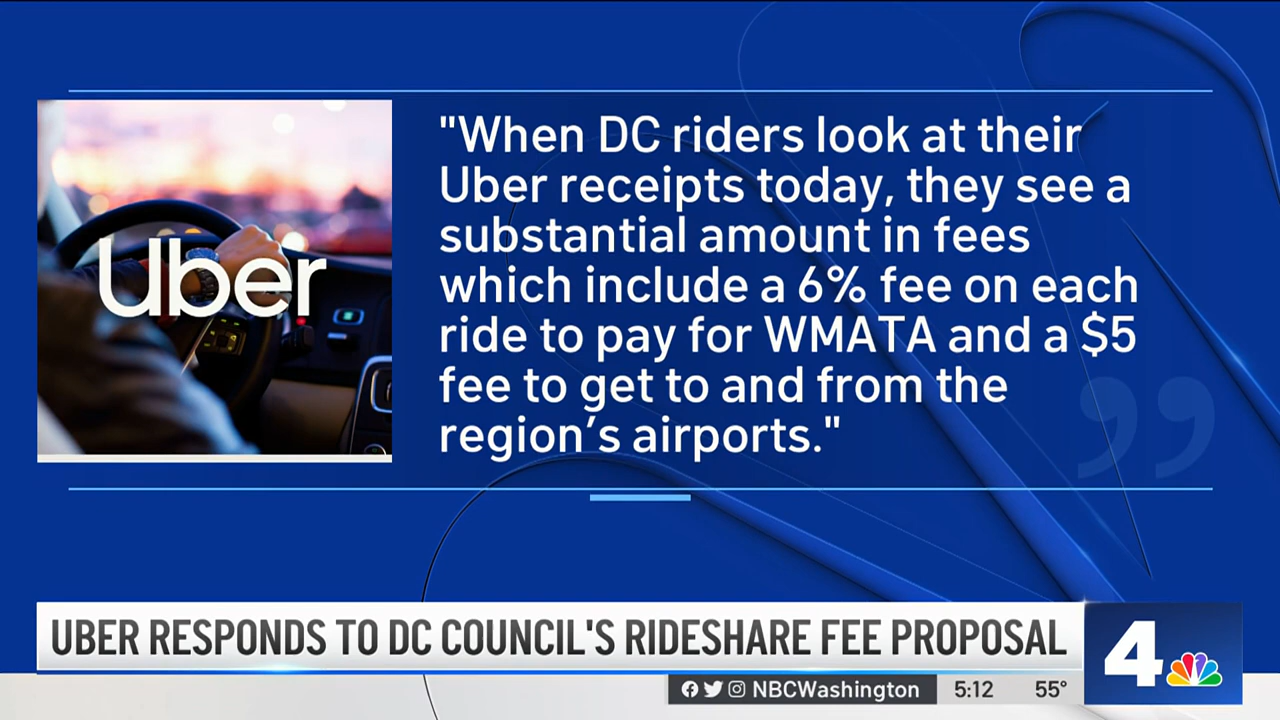 Uber
"When DC riders look at their
Uber receipts today, they see a
substantial amount in fees
which include a 6% fee on each
ride to pay for WMATA and a $5
fee to get to and from the
region's airports."
UBER RESPONDS TO DC COUNCIL'S RIDESHARE FEE PROPOSAL
4
NBCWashington 5:12 55°